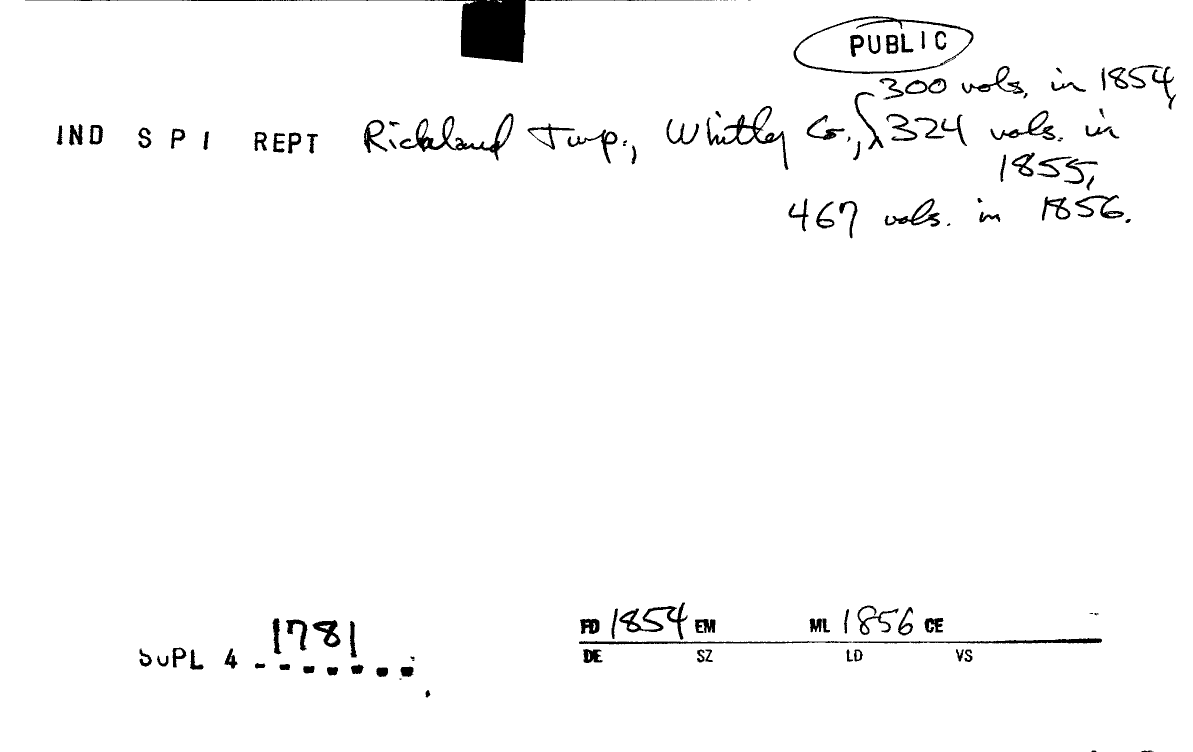 PUBLIC
300 vols. in 1854,
IND S P I REPT Richland Twp., Whitley Co., 324 vols. in
1855,
467 vols. in 1856.
1781
SUPL 4
FD 1854 EM ML 1856 CE
DE SZ LD VS